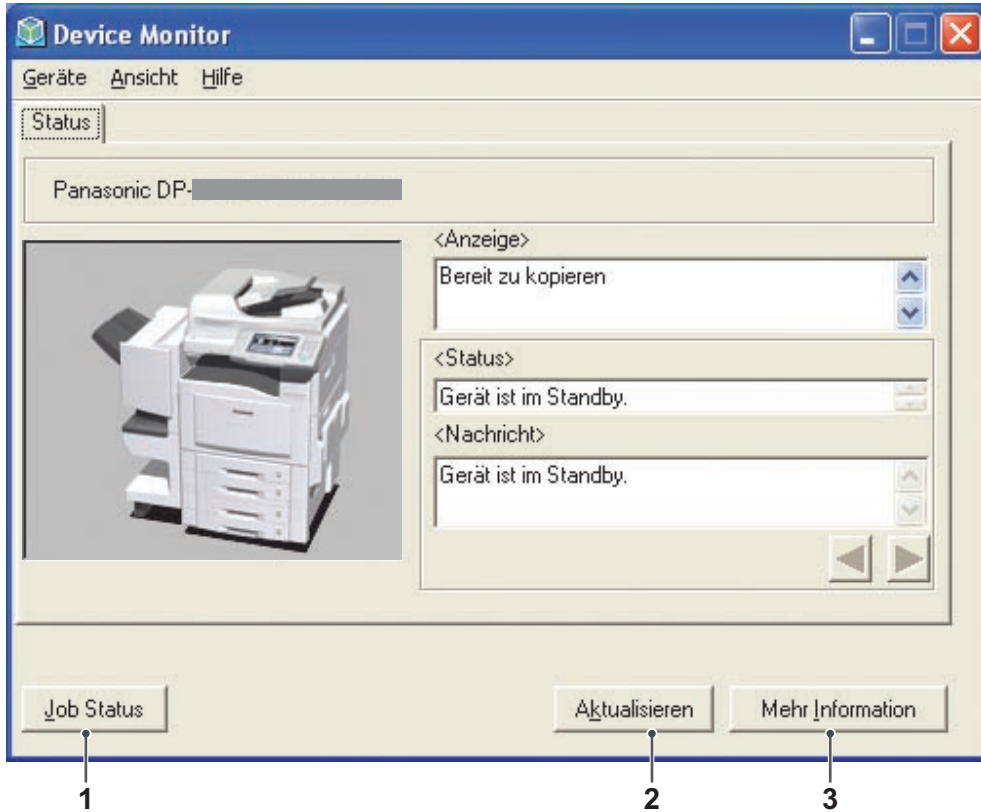 Device Monitor
Geräte Ansicht Hilfe
Status
Panasonic DP-
<Anzeige>
Bereit zu kopieren
<Status>
Gerät ist im Standby.
<Nachricht>
Gerät ist im Standby.
Job Status Aktualisieren Mehr Information
1 2 3